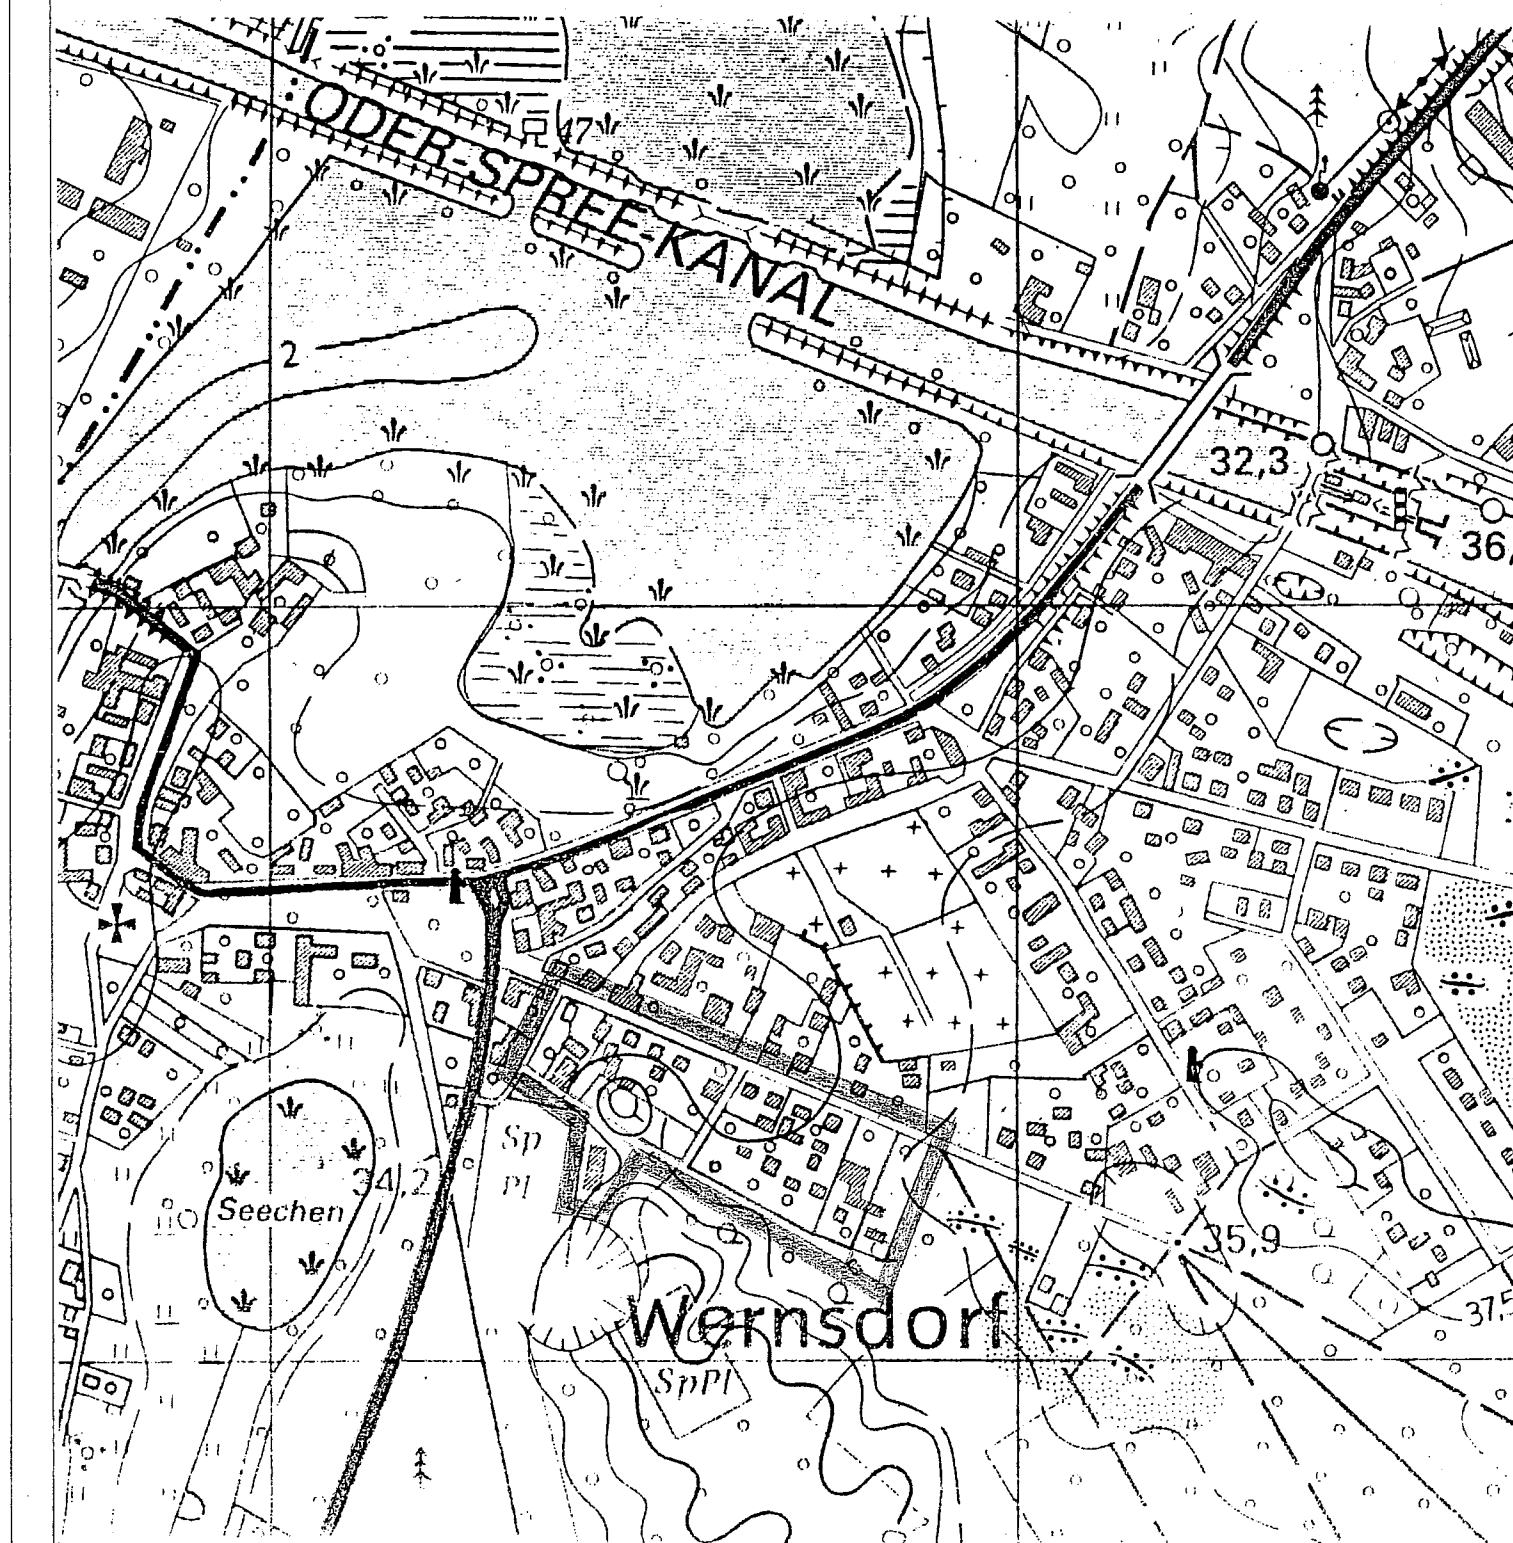 ODER-SPREE-KANAL
47
2
32,3
36,
Sp
Pl
34,2
Seechen
35,9
Wernsdorf
37,5
SpPl